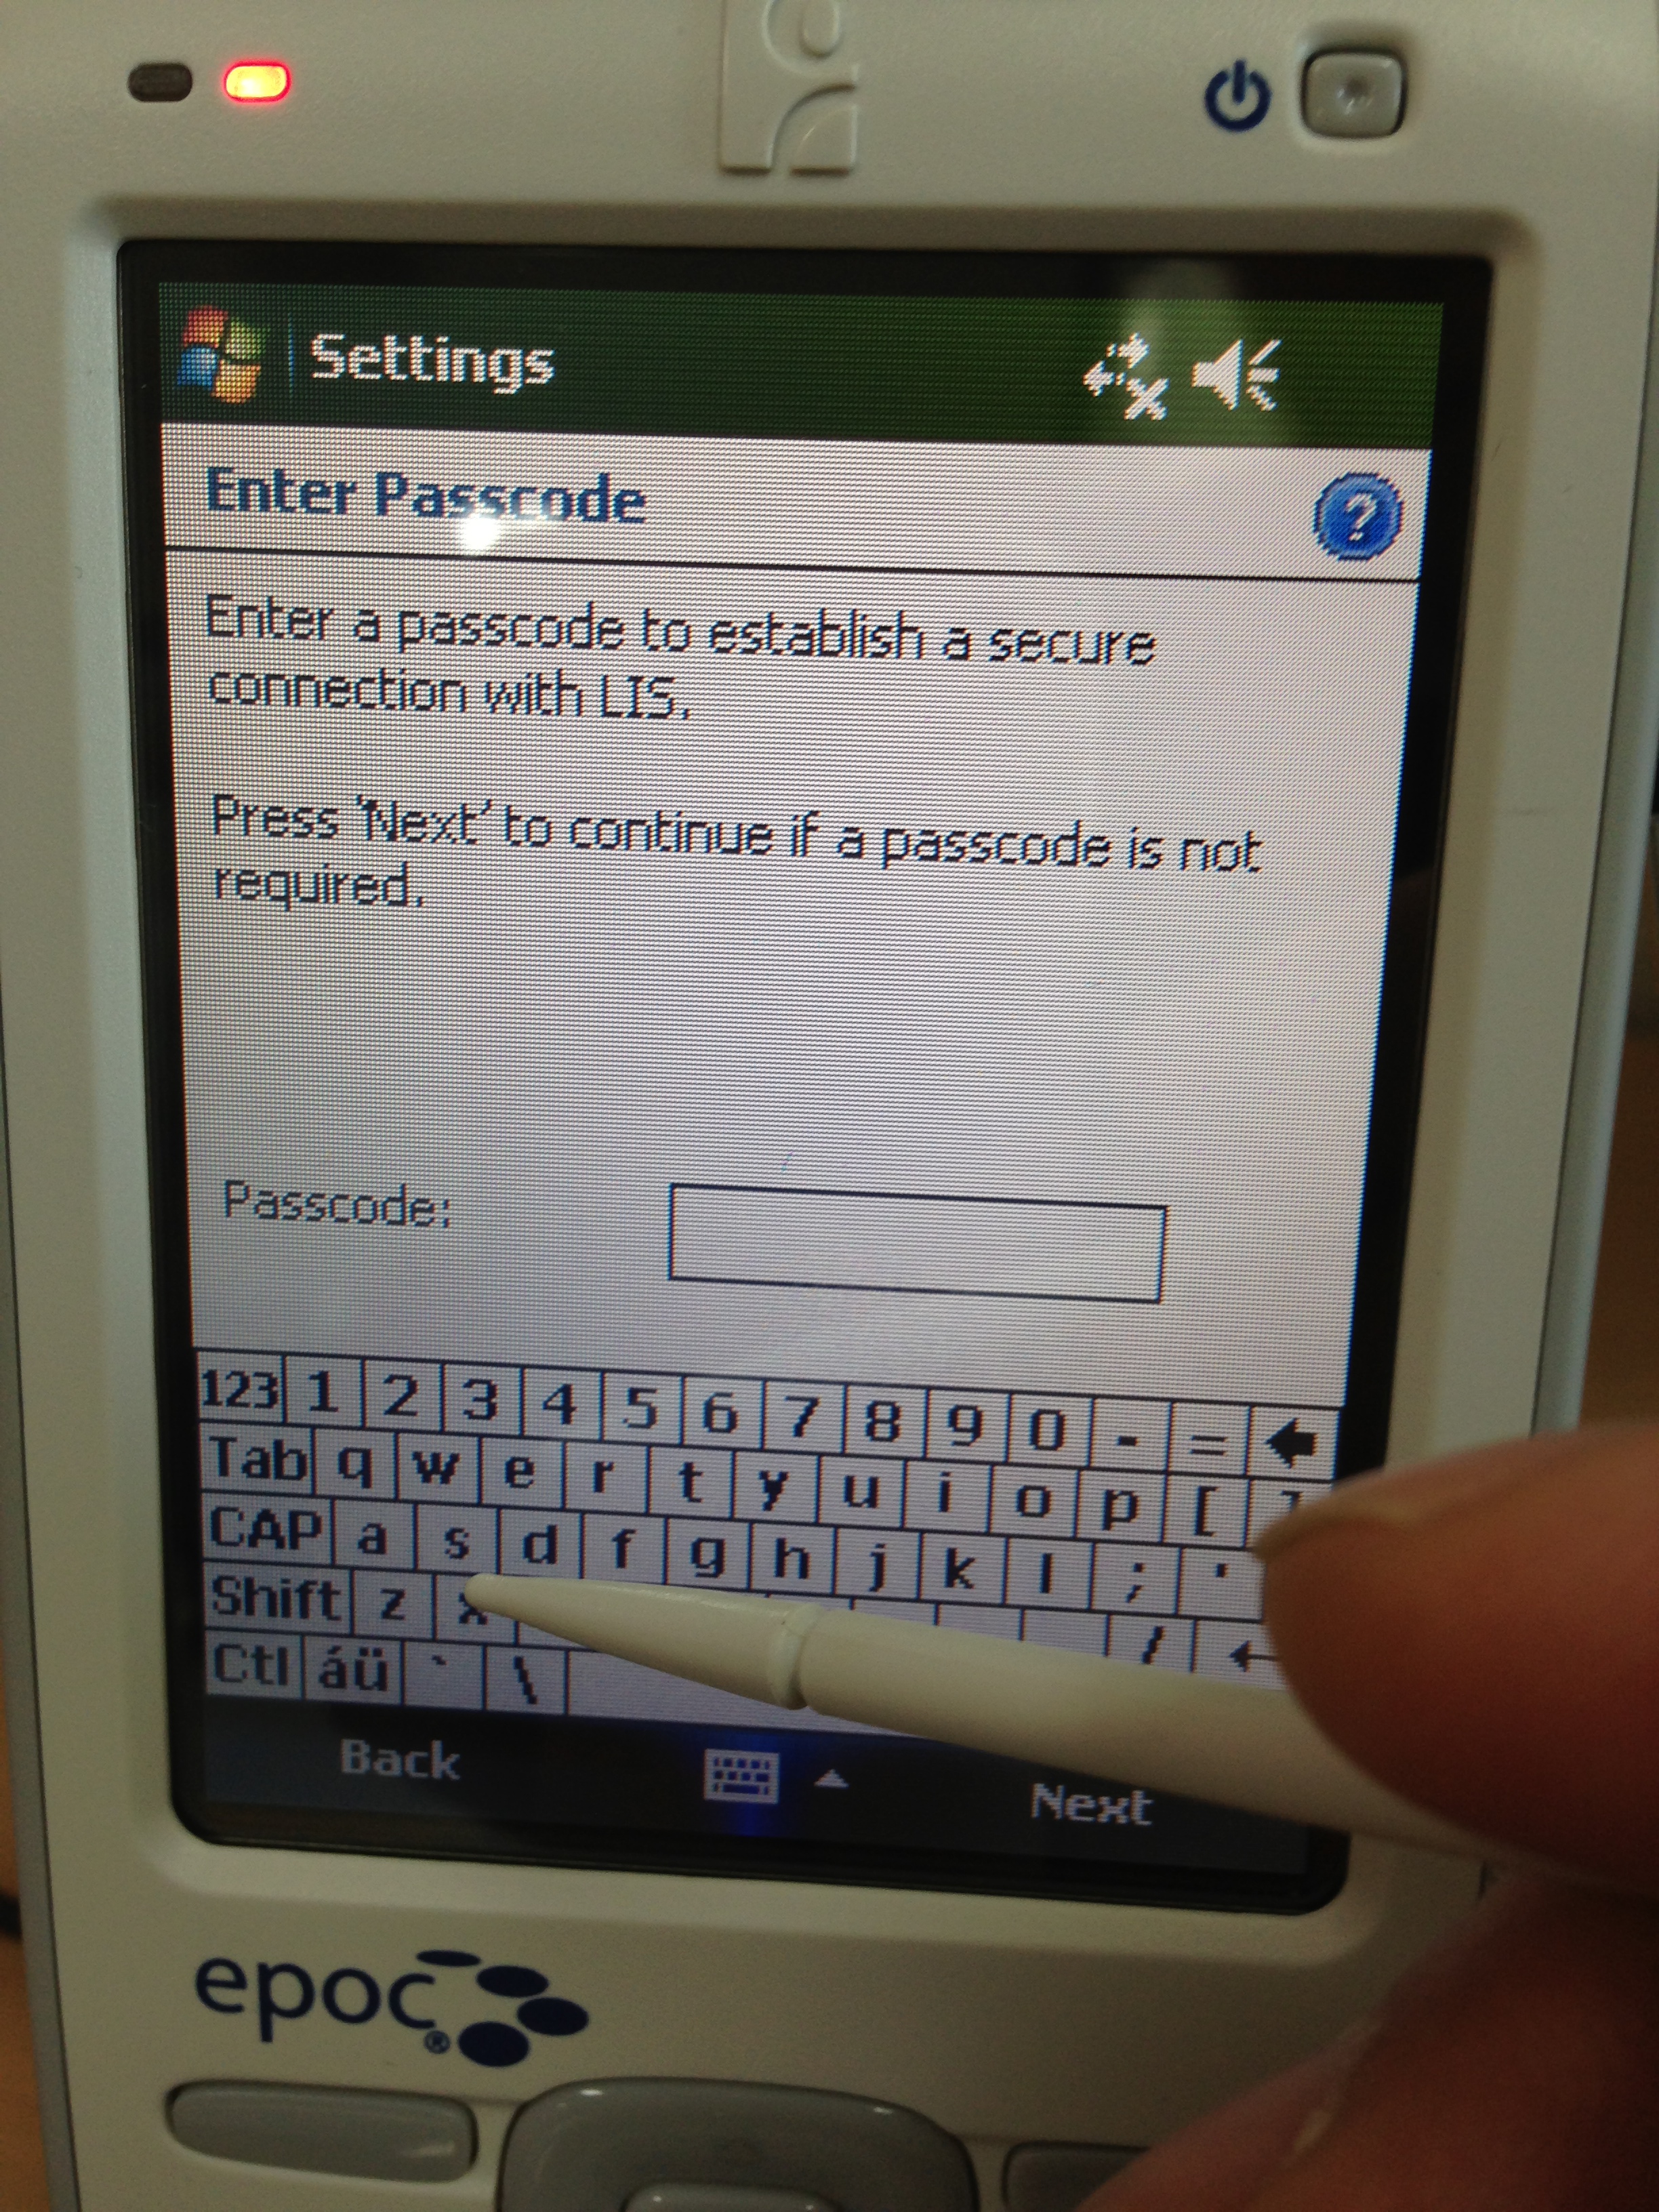 Settings
Enter Passcode
?
Enter a passcode to establish a secure
connection with LIS.
Press 'Next' to continue if a passcode is not
required.
Passcode:
123 1 2 3 4 5 6 7 8 9 0 - =
Tab q w e r t y u i o p [
CAP a s d f g h j k l ; '
Shift z x /
Ctl áü ` \
Back Next
epoc®